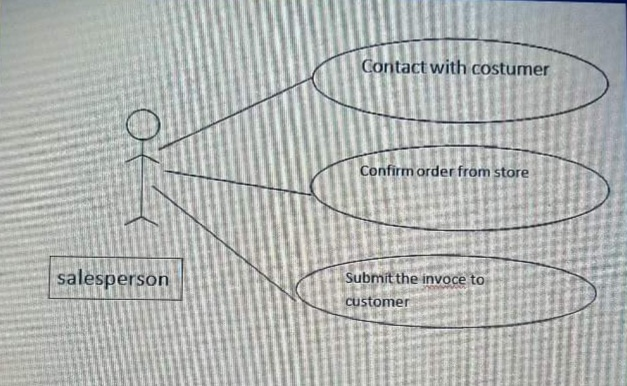 Contact with costumer
Confirm order from store
salesperson
Submit the invoce to
customer